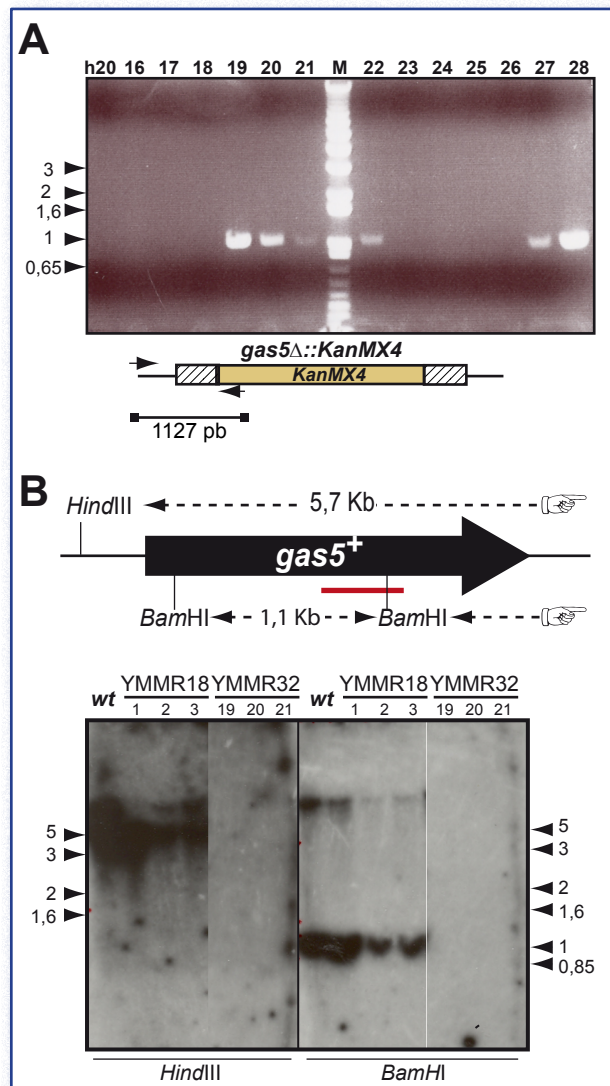 A
h20 16 17 18 19 20 21 M 22 23 24 25 26 27 28
3
2
1,6
1
0,65
gas5Δ::KanMX4
KanMX4
1127 pb
B
HindIII
5,7 Kb
gas5+
BamHI
1,1 Kb
BamHI
wt YMMR18 YMMR32 wt YMMR18 YMMR32
1 2 3 19 20 21 1 2 3 19 20 21
5 5
3 3
2 2
1,6 1,6
1
0,85
HindIII BamHI